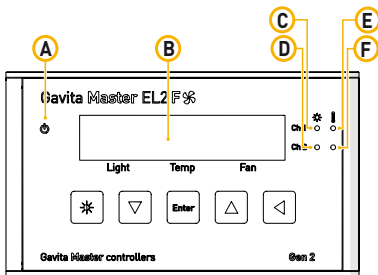 C E
A B D F
Gavita Master EL2 F
Ch1
Ch2
Light Temp Fan
Enter
Gavita Master controllers Gen 2